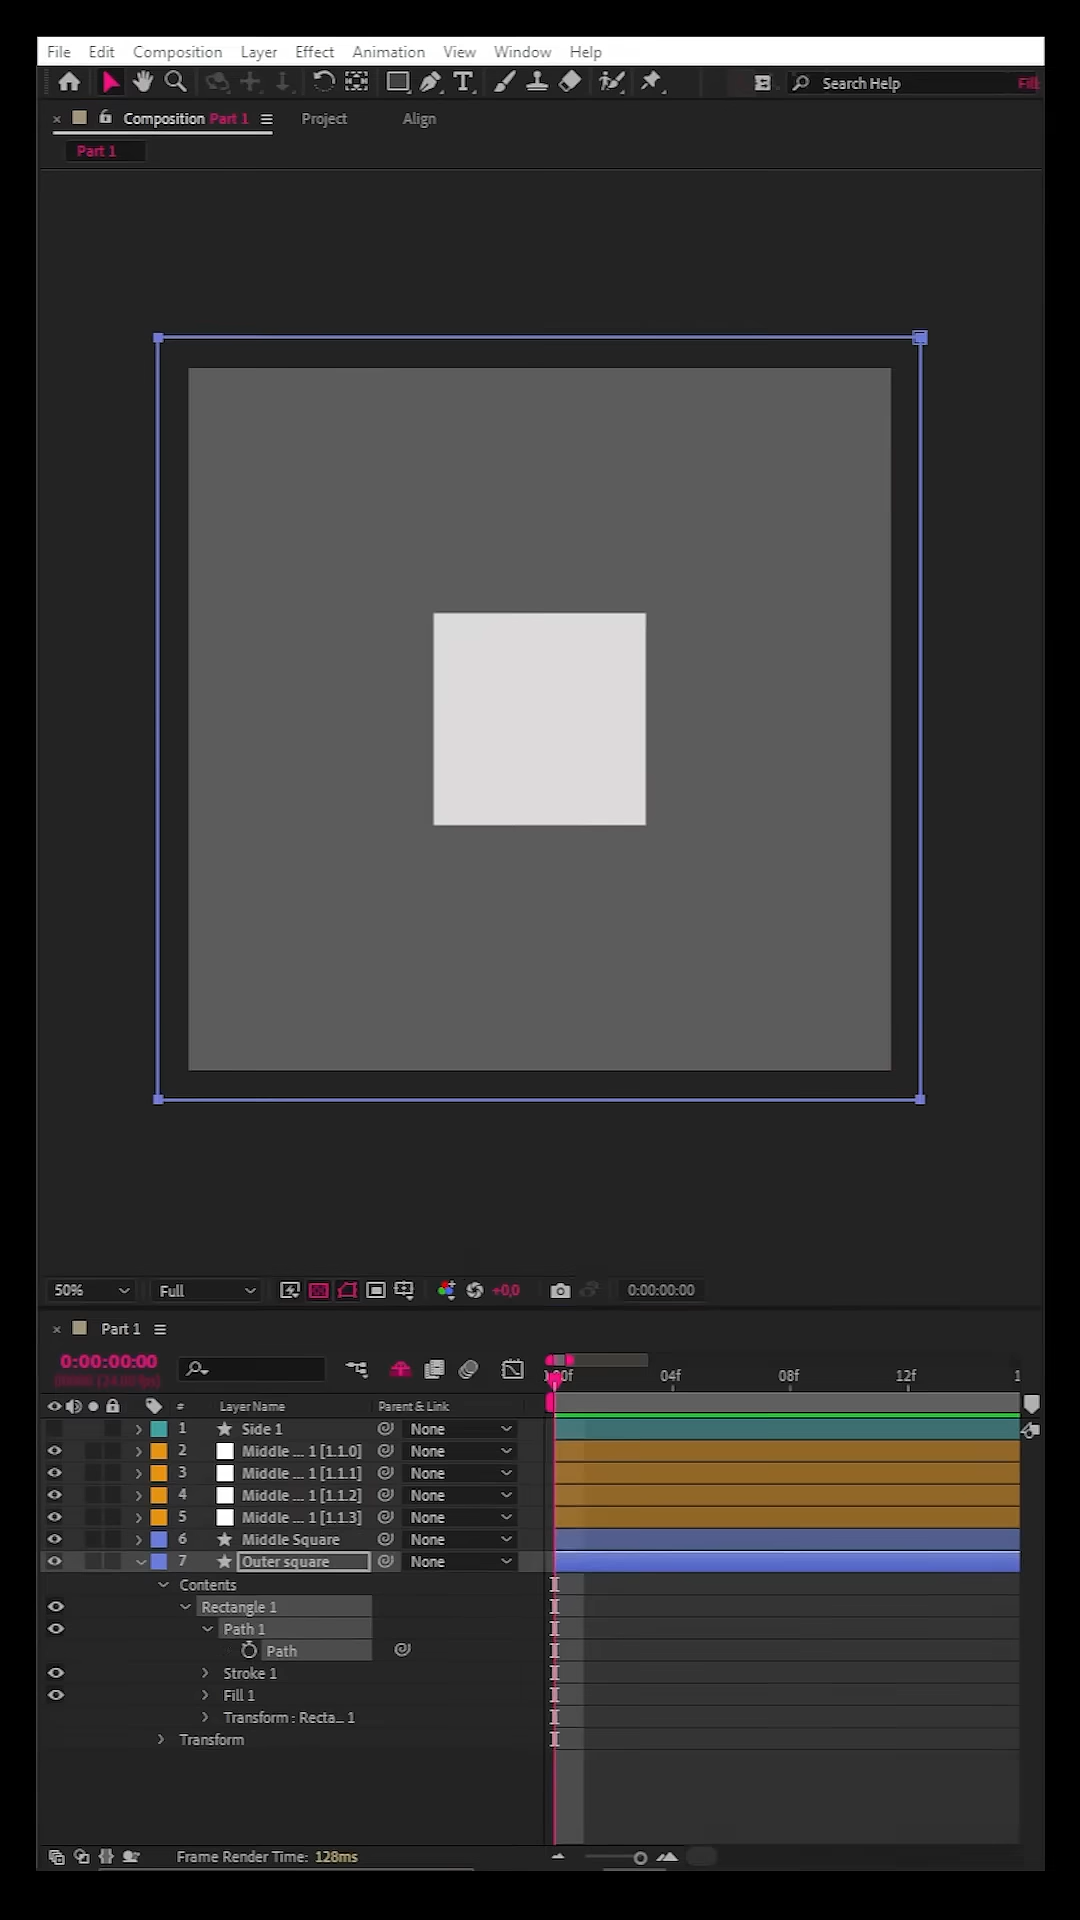 File Edit Composition Layer Effect Animation View Window Help
Search Help
Composition Part 1 Project Align
Part 1
50% Full +0,0 0:00:00:00
Part 1
0:00:00:00
04f 08f 12f 1
# Layer Name Parent & Link
1 Side 1 None
2 Middle ... 1 [1.1.0] None
3 Middle ... 1 [1.1.1] None
4 Middle ... 1 [1.1.2] None
5 Middle ... 1 [1.1.3] None
6 Middle Square None
7 Outer square None
Contents
Rectangle 1
Path 1
Path
Stroke 1
Fill 1
Transform : Recta... 1
Transform
Frame Render Time: 128ms